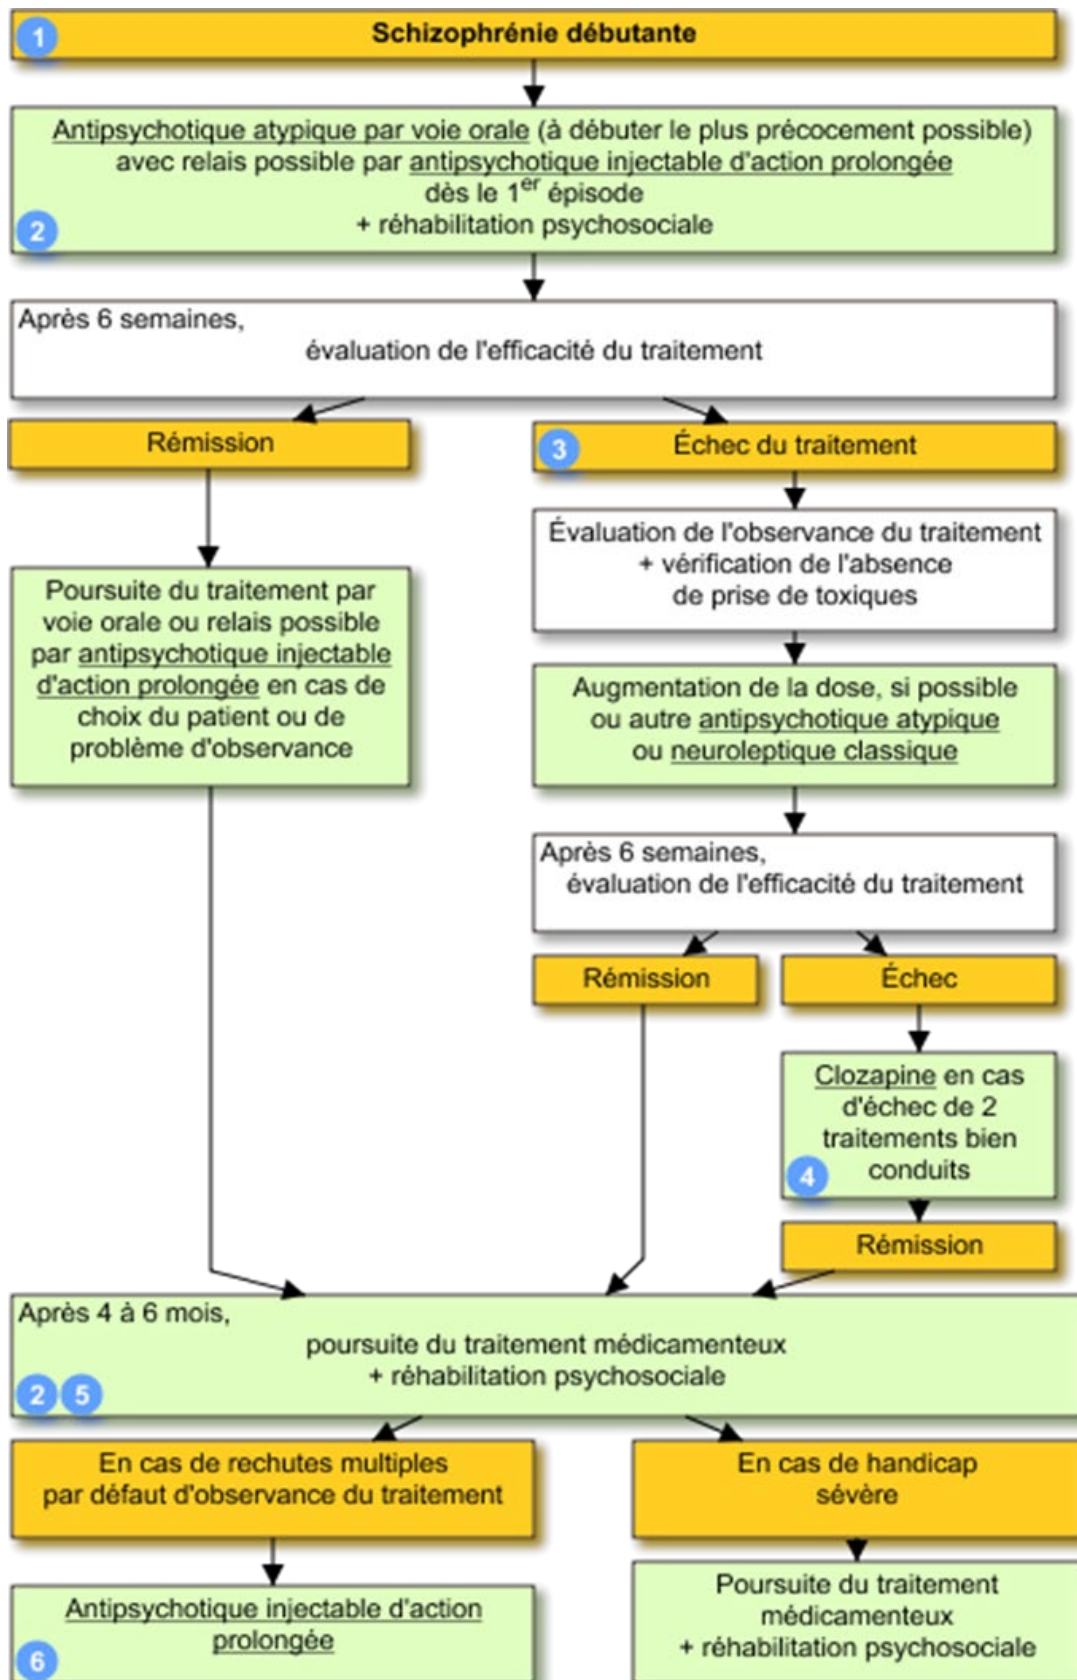 1
Schizophrénie débutante
Antipsychotique atypique par voie orale (à débuter le plus précocement possible)
avec relais possible par antipsychotique injectable d'action prolongée
dès le 1er épisode
+ réhabilitation psychosociale
2
Après 6 semaines,
évaluation de l'efficacité du traitement
Rémission
3
Échec du traitement
Évaluation de l'observance du traitement
+ vérification de l'absence
de prise de toxiques
Poursuite du traitement par
voie orale ou relais possible
par antipsychotique injectable
d'action prolongée en cas de
choix du patient ou de
problème d'observance
Augmentation de la dose, si possible
ou autre antipsychotique atypique
ou neuroleptique classique
Après 6 semaines,
évaluation de l'efficacité du traitement
Rémission
Échec
Clozapine en cas
d'échec de 2
traitements bien
conduits
4
Rémission
Après 4 à 6 mois,
poursuite du traitement médicamenteux
+ réhabilitation psychosociale
2 5
En cas de rechutes multiples
par défaut d'observance du traitement
En cas de handicap
sévère
Antipsychotique injectable d'action
prolongée
6
Poursuite du traitement
médicamenteux
+ réhabilitation psychosociale